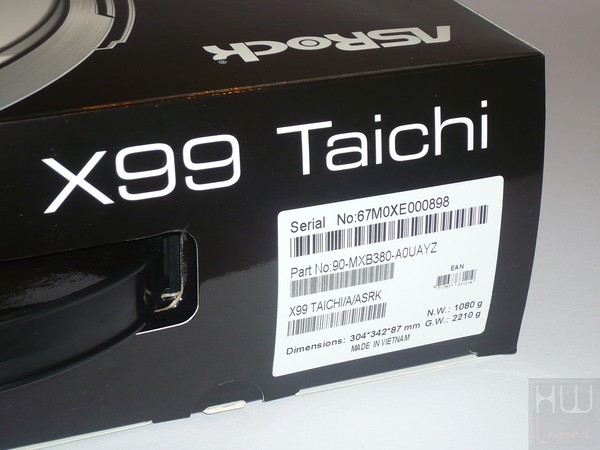 ASRock
X99 Taichi
Serial No:67M0XE000898
Part No:90-MXB380-A0UAYZ
EAN
X99 TAICHI/A/ASRK
N.W.: 1080 g
G.W.: 2210 g
Dimensions: 304*342*87 mm
MADE IN VIETNAM
HW
Legend